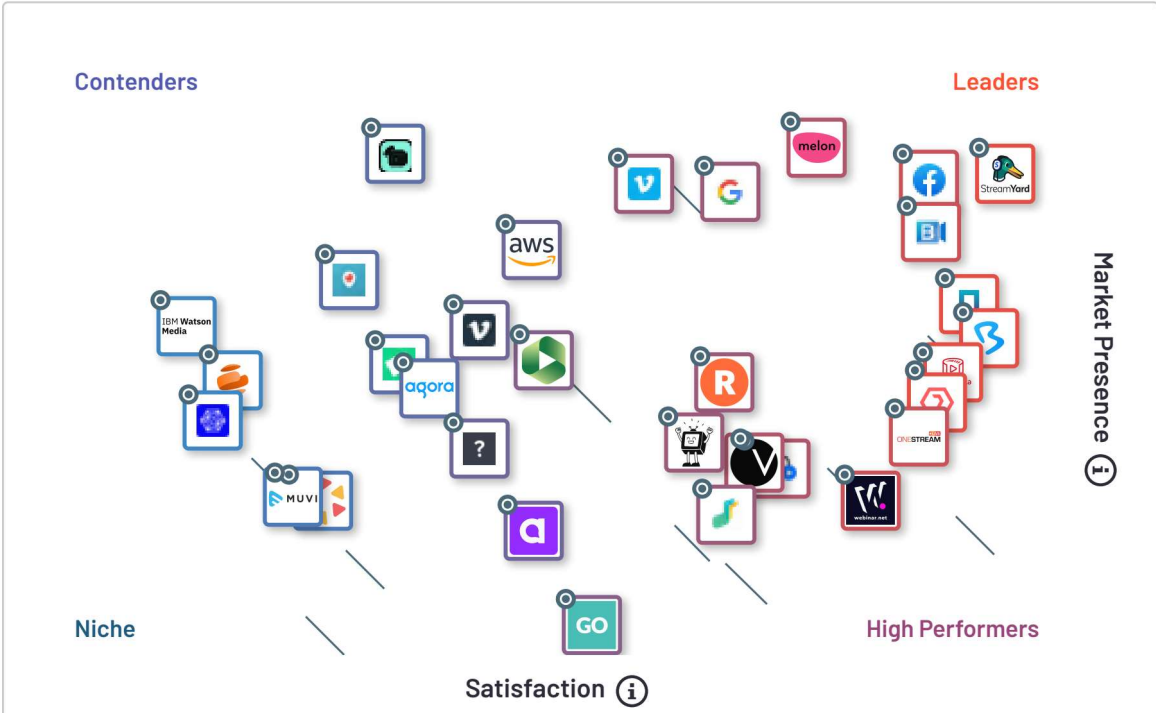 Contenders
Leaders
melon
StreamYard
aws
Market Presence
IBM Watson
Media
agora
R
?
ONESTREAM
MUVI
V
webinar.net
a
GO
Niche
High Performers
Satisfaction